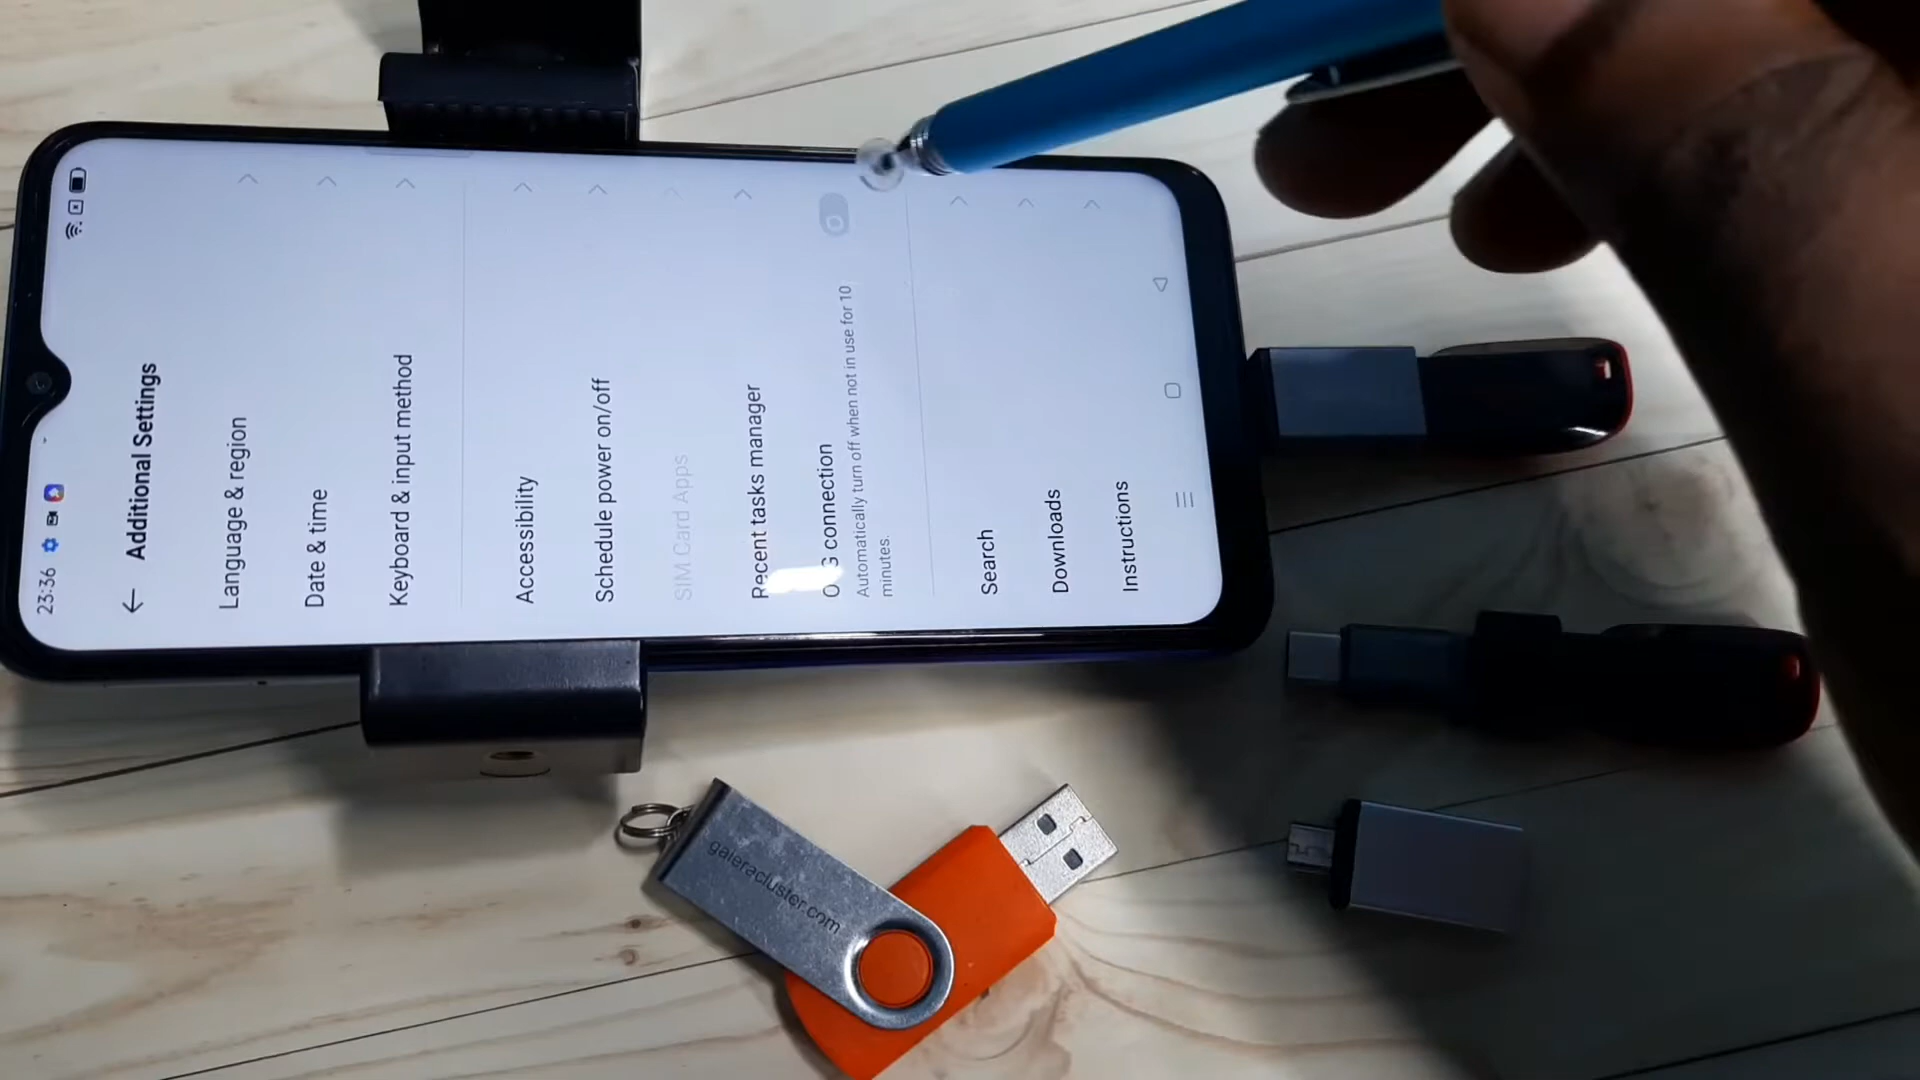 23:36
Additional Settings
Language & region
Date & time
Keyboard & input method
Accessibility
Schedule power on/off
SIM Card Apps
Recent tasks manager
connection
Automatically turn off when not in use for 10
minutes.
Search
Downloads
Instructions
galeracluster.com